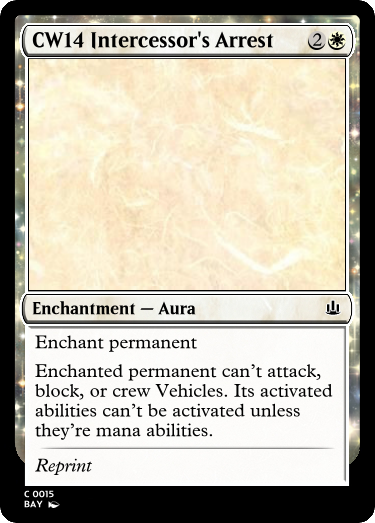 CW14 Intercessor's Arrest 2
Enchantment — Aura
Enchant permanent
Enchanted permanent can't attack,
block, or crew Vehicles. Its activated
abilities can't be activated unless
they're mana abilities.
Reprint
C 0015
BAY